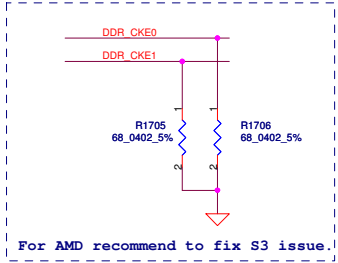 DDR_CKE0
DDR_CKE1
1
1
R1705
68_0402_5%
R1706
68_0402_5%
2
2
For AMD recommend to fix S3 issue.